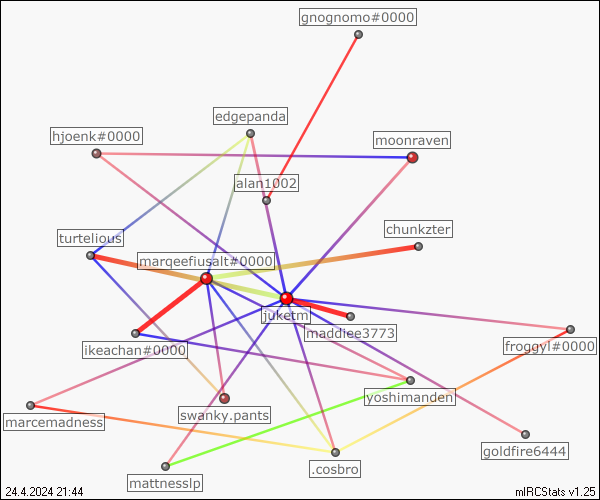 gnognomo#0000
edgepanda
hjoenk#0000
moonraven
alan1002
chunkzter
turtelious
marqeefiusalt#0000
juketm
maddiee3773
ikeachan#0000
froggyl#0000
yoshimanden
swanky.pants
marcemadness
goldfire6444
.cosbro
mattnesslp
24.4.2024 21:44
mIRCStats v1.25